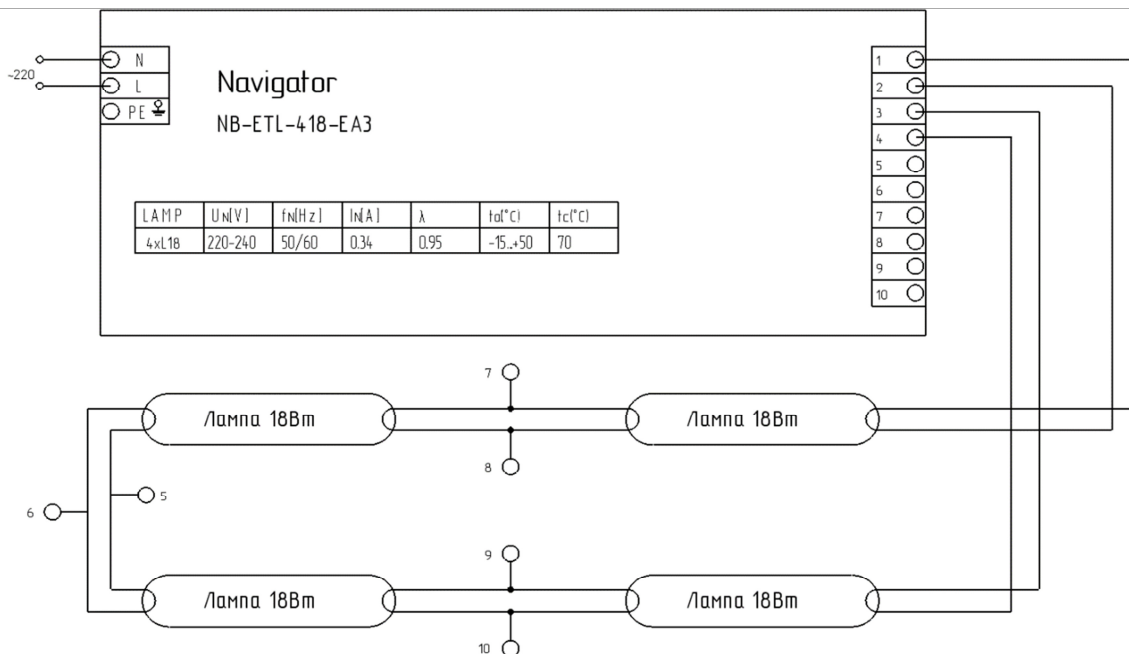 ~220
N
L
PE
Navigator
NB-ETL-418-EA3
LAMP UN[V] fN[Hz] IN[A] λ ta(°C) tc(°C)
4xL18 220-240 50/60 0.34 0.95 -15...+50 70
1
2
3
4
5
6
7
8
9
10
7
Лампа 18Вт Лампа 18Вт
8
5
6
9
Лампа 18Вт Лампа 18Вт
10